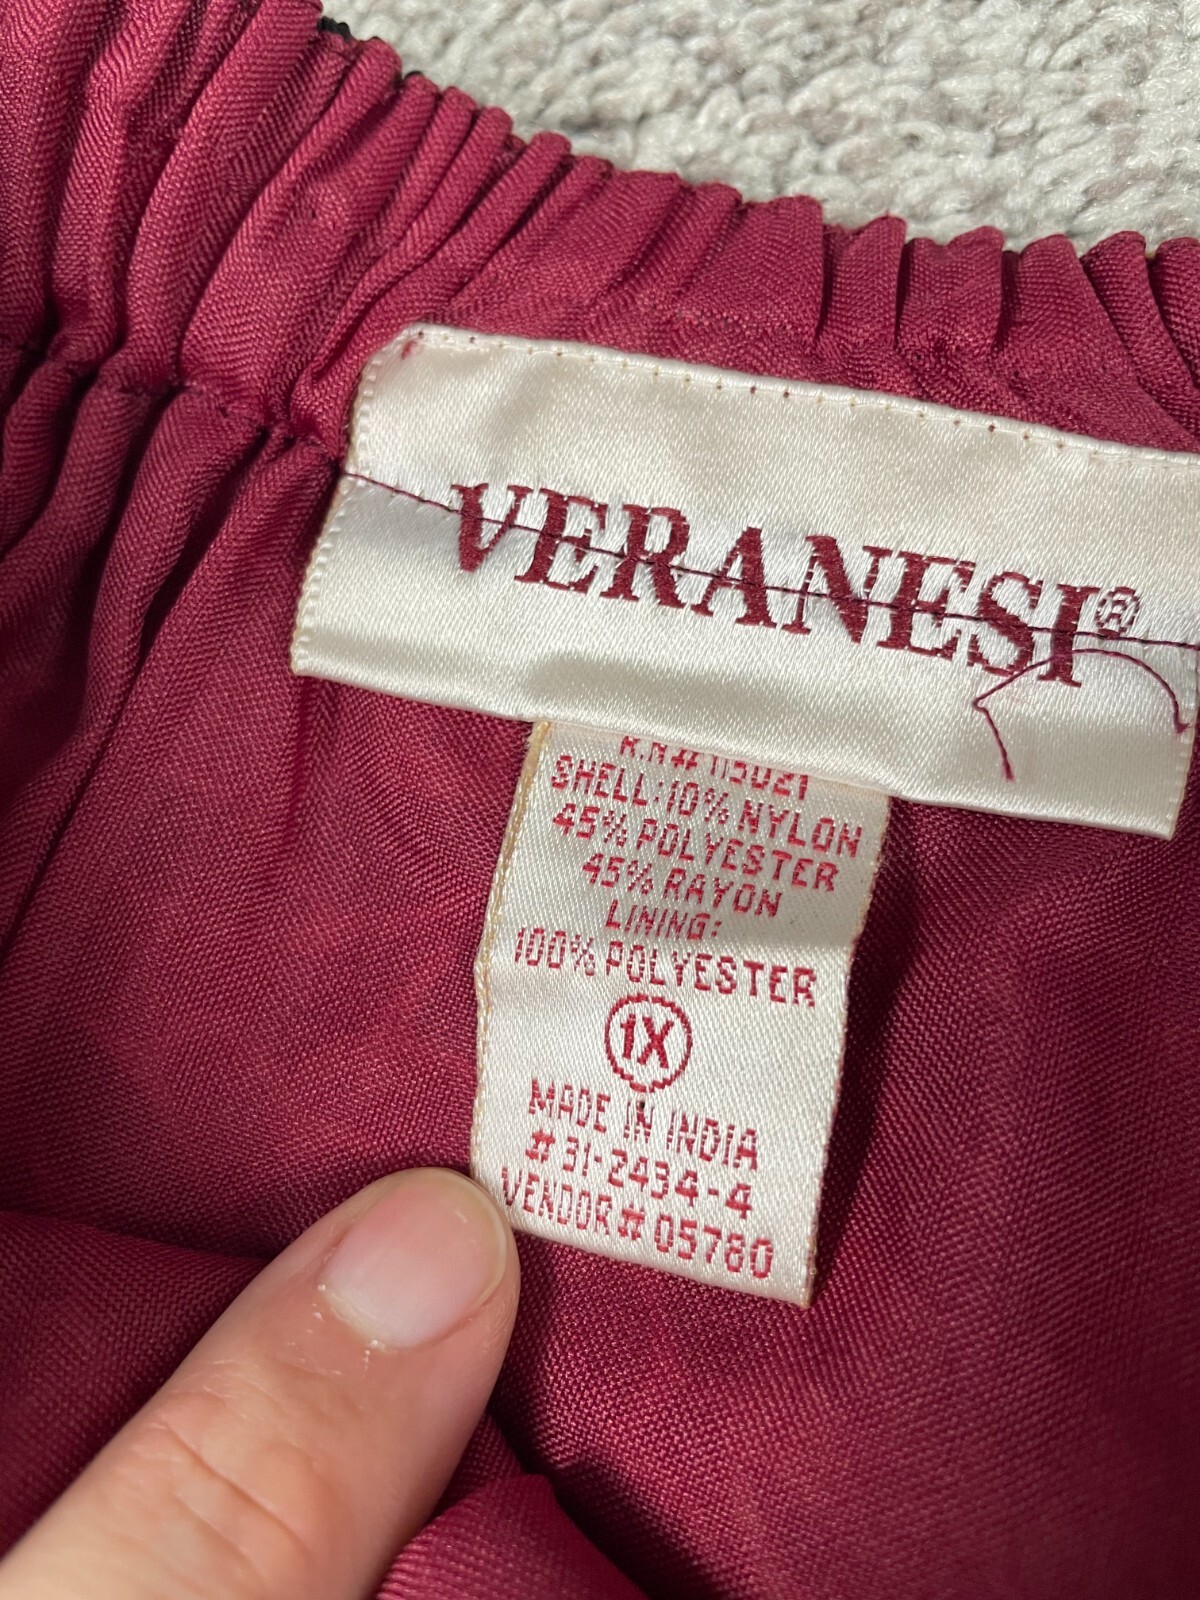 VERANESI®
R.N# 115021
SHELL:10% NYLON
45% POLYESTER
45% RAYON
LINING:
100% POLYESTER
1X
MADE IN INDIA
# 31-2434-4
VENDOR # 05780